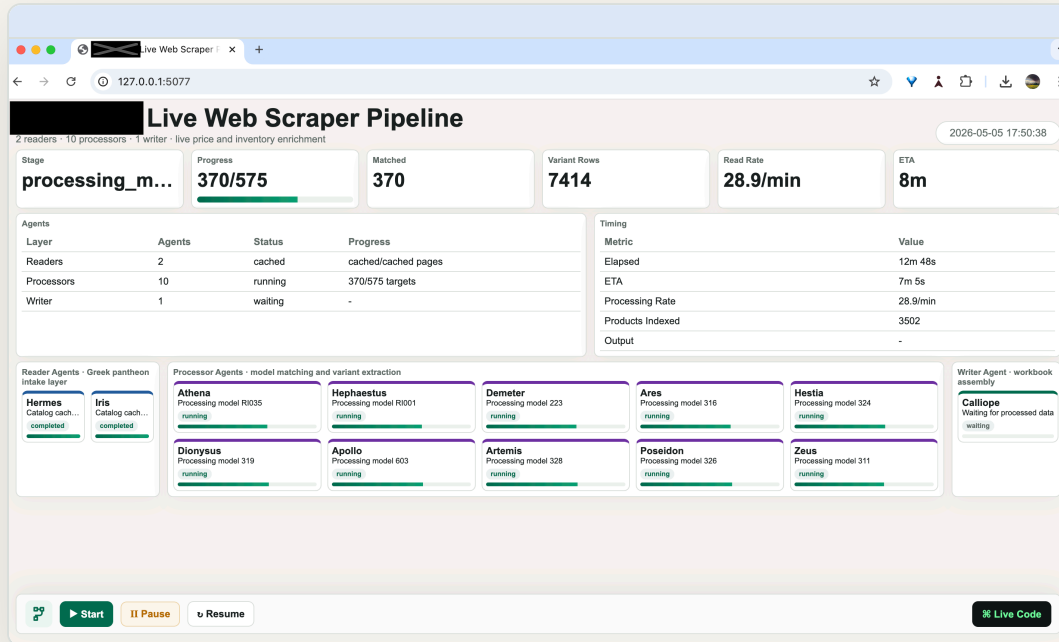 Live Web Scraper
127.0.0.1:5077
Live Web Scraper Pipeline
2 readers · 10 processors · 1 writer · live price and inventory enrichment
2026-05-05 17:50:38
Stage
processing_m...
Progress
370/575
Matched
370
Variant Rows
7414
Read Rate
28.9/min
ETA
8m
Agents
Layer Agents Status Progress
Readers 2 cached cached/cached pages
Processors 10 running 370/575 targets
Writer 1 waiting -
Timing
Metric Value
Elapsed 12m 48s
ETA 7m 5s
Processing Rate 28.9/min
Products Indexed 3502
Output -
Reader Agents · Greek pantheon
intake layer
Hermes
Catalog cach...
completed
Iris
Catalog cach...
completed
Processor Agents · model matching and variant extraction
Athena
Processing model RI035
running
Hephaestus
Processing model RI001
running
Demeter
Processing model 223
running
Ares
Processing model 316
running
Hestia
Processing model 324
running
Dionysus
Processing model 319
running
Apollo
Processing model 603
running
Artemis
Processing model 328
running
Poseidon
Processing model 326
running
Zeus
Processing model 311
running
Writer Agent · workbook
assembly
Calliope
Waiting for processed data
waiting
Start
Pause
Resume
⌘ Live Code